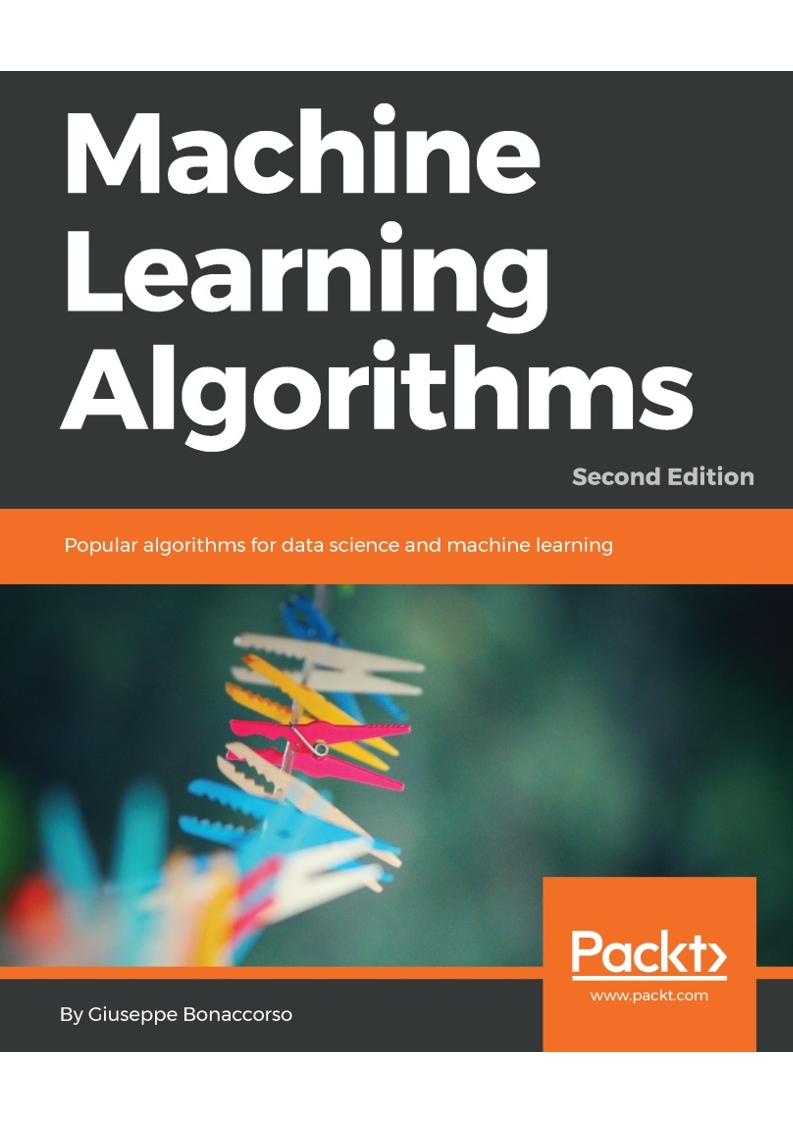 Machine
Learning
Algorithms
Second Edition
Popular algorithms for data science and machine learning
Packt>
www.packt.com
By Giuseppe Bonaccorso